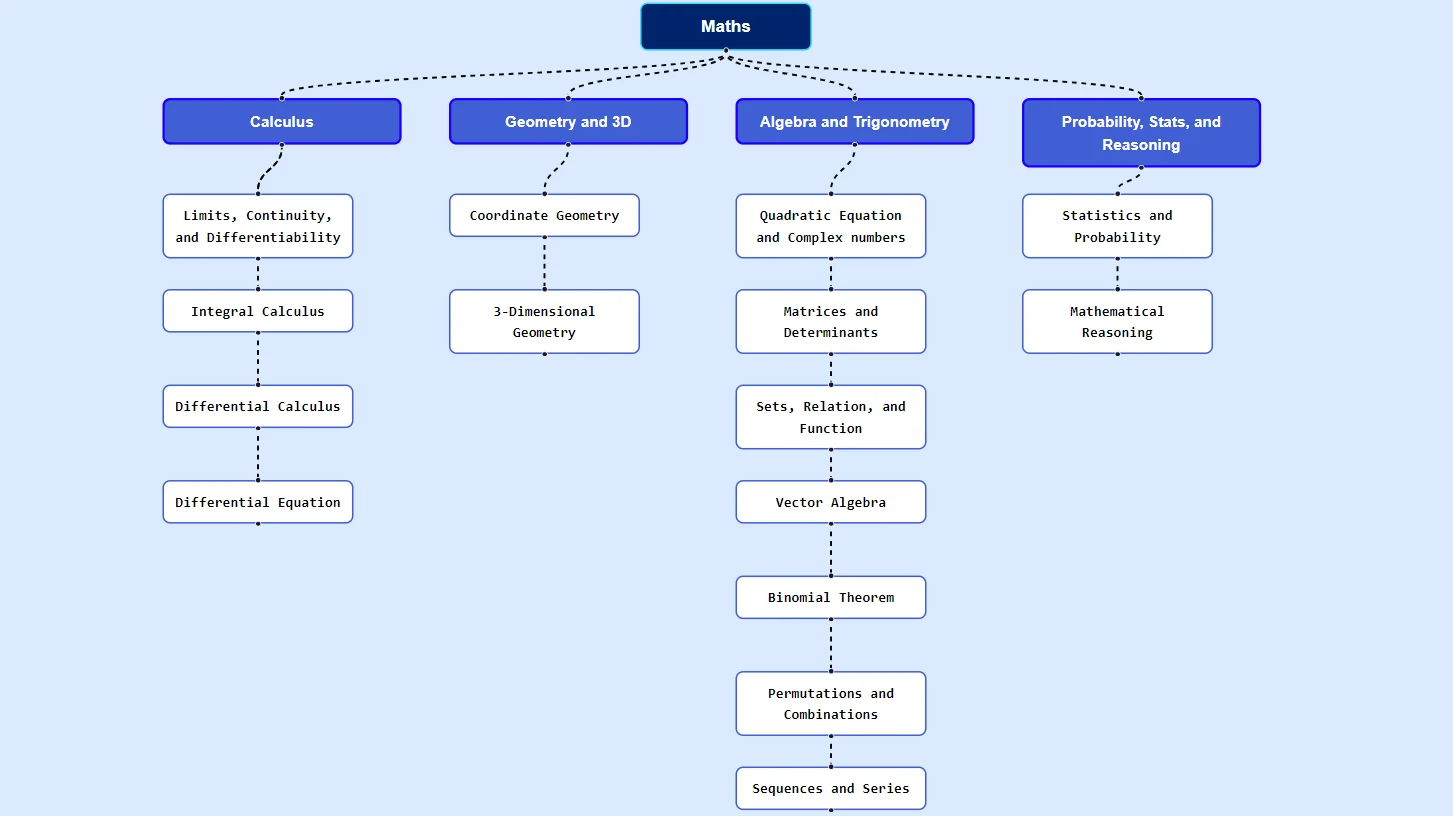 Maths
Calculus
Geometry and 3D
Algebra and Trigonometry
Probability, Stats, and
Reasoning
Limits, Continuity,
and Differentiability
Integral Calculus
Differential Calculus
Differential Equation
Coordinate Geometry
3-Dimensional
Geometry
Quadratic Equation
and Complex numbers
Matrices and
Determinants
Sets, Relation, and
Function
Vector Algebra
Binomial Theorem
Permutations and
Combinations
Sequences and Series
Statistics and
Probability
Mathematical
Reasoning